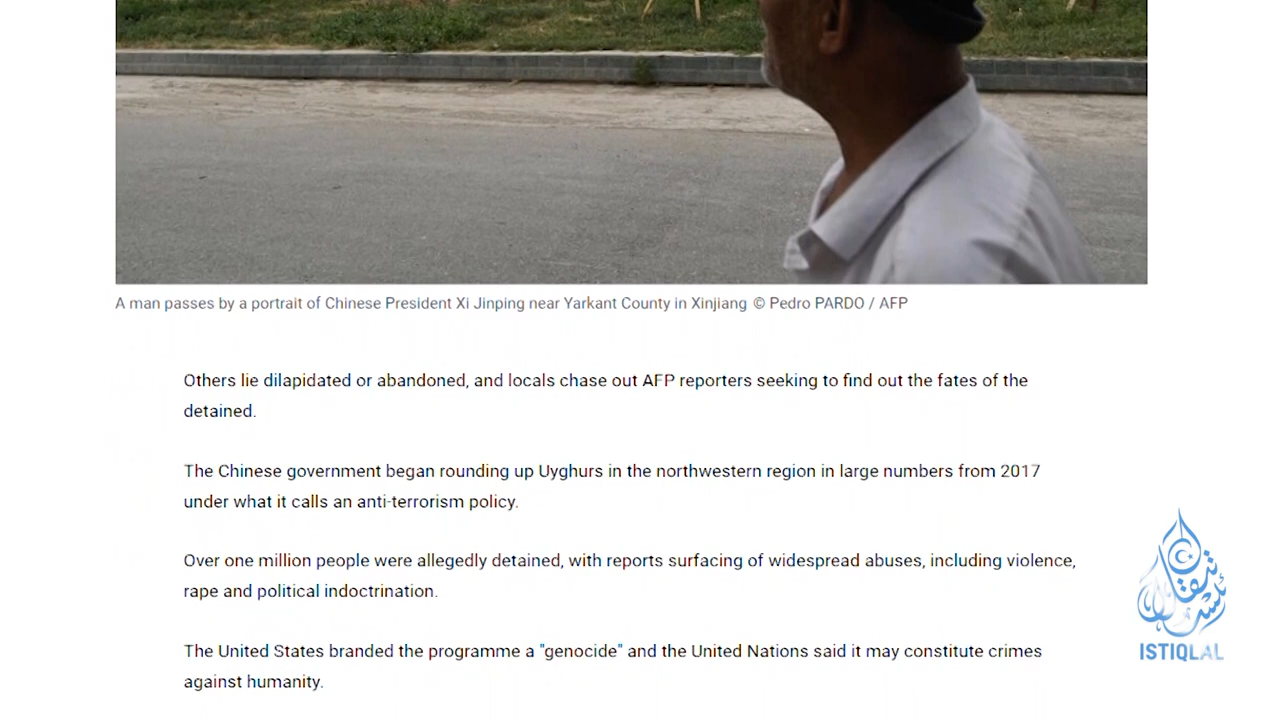 A man passes by a portrait of Chinese President Xi Jinping near Yarkant County in Xinjiang © Pedro PARDO / AFP
Others lie dilapidated or abandoned, and locals chase out AFP reporters seeking to find out the fates of the
detained.
The Chinese government began rounding up Uyghurs in the northwestern region in large numbers from 2017
under what it calls an anti-terrorism policy.
Over one million people were allegedly detained, with reports surfacing of widespread abuses, including violence,
rape and political indoctrination.
The United States branded the programme a "genocide" and the United Nations said it may constitute crimes
against humanity.
ISTIQLAL